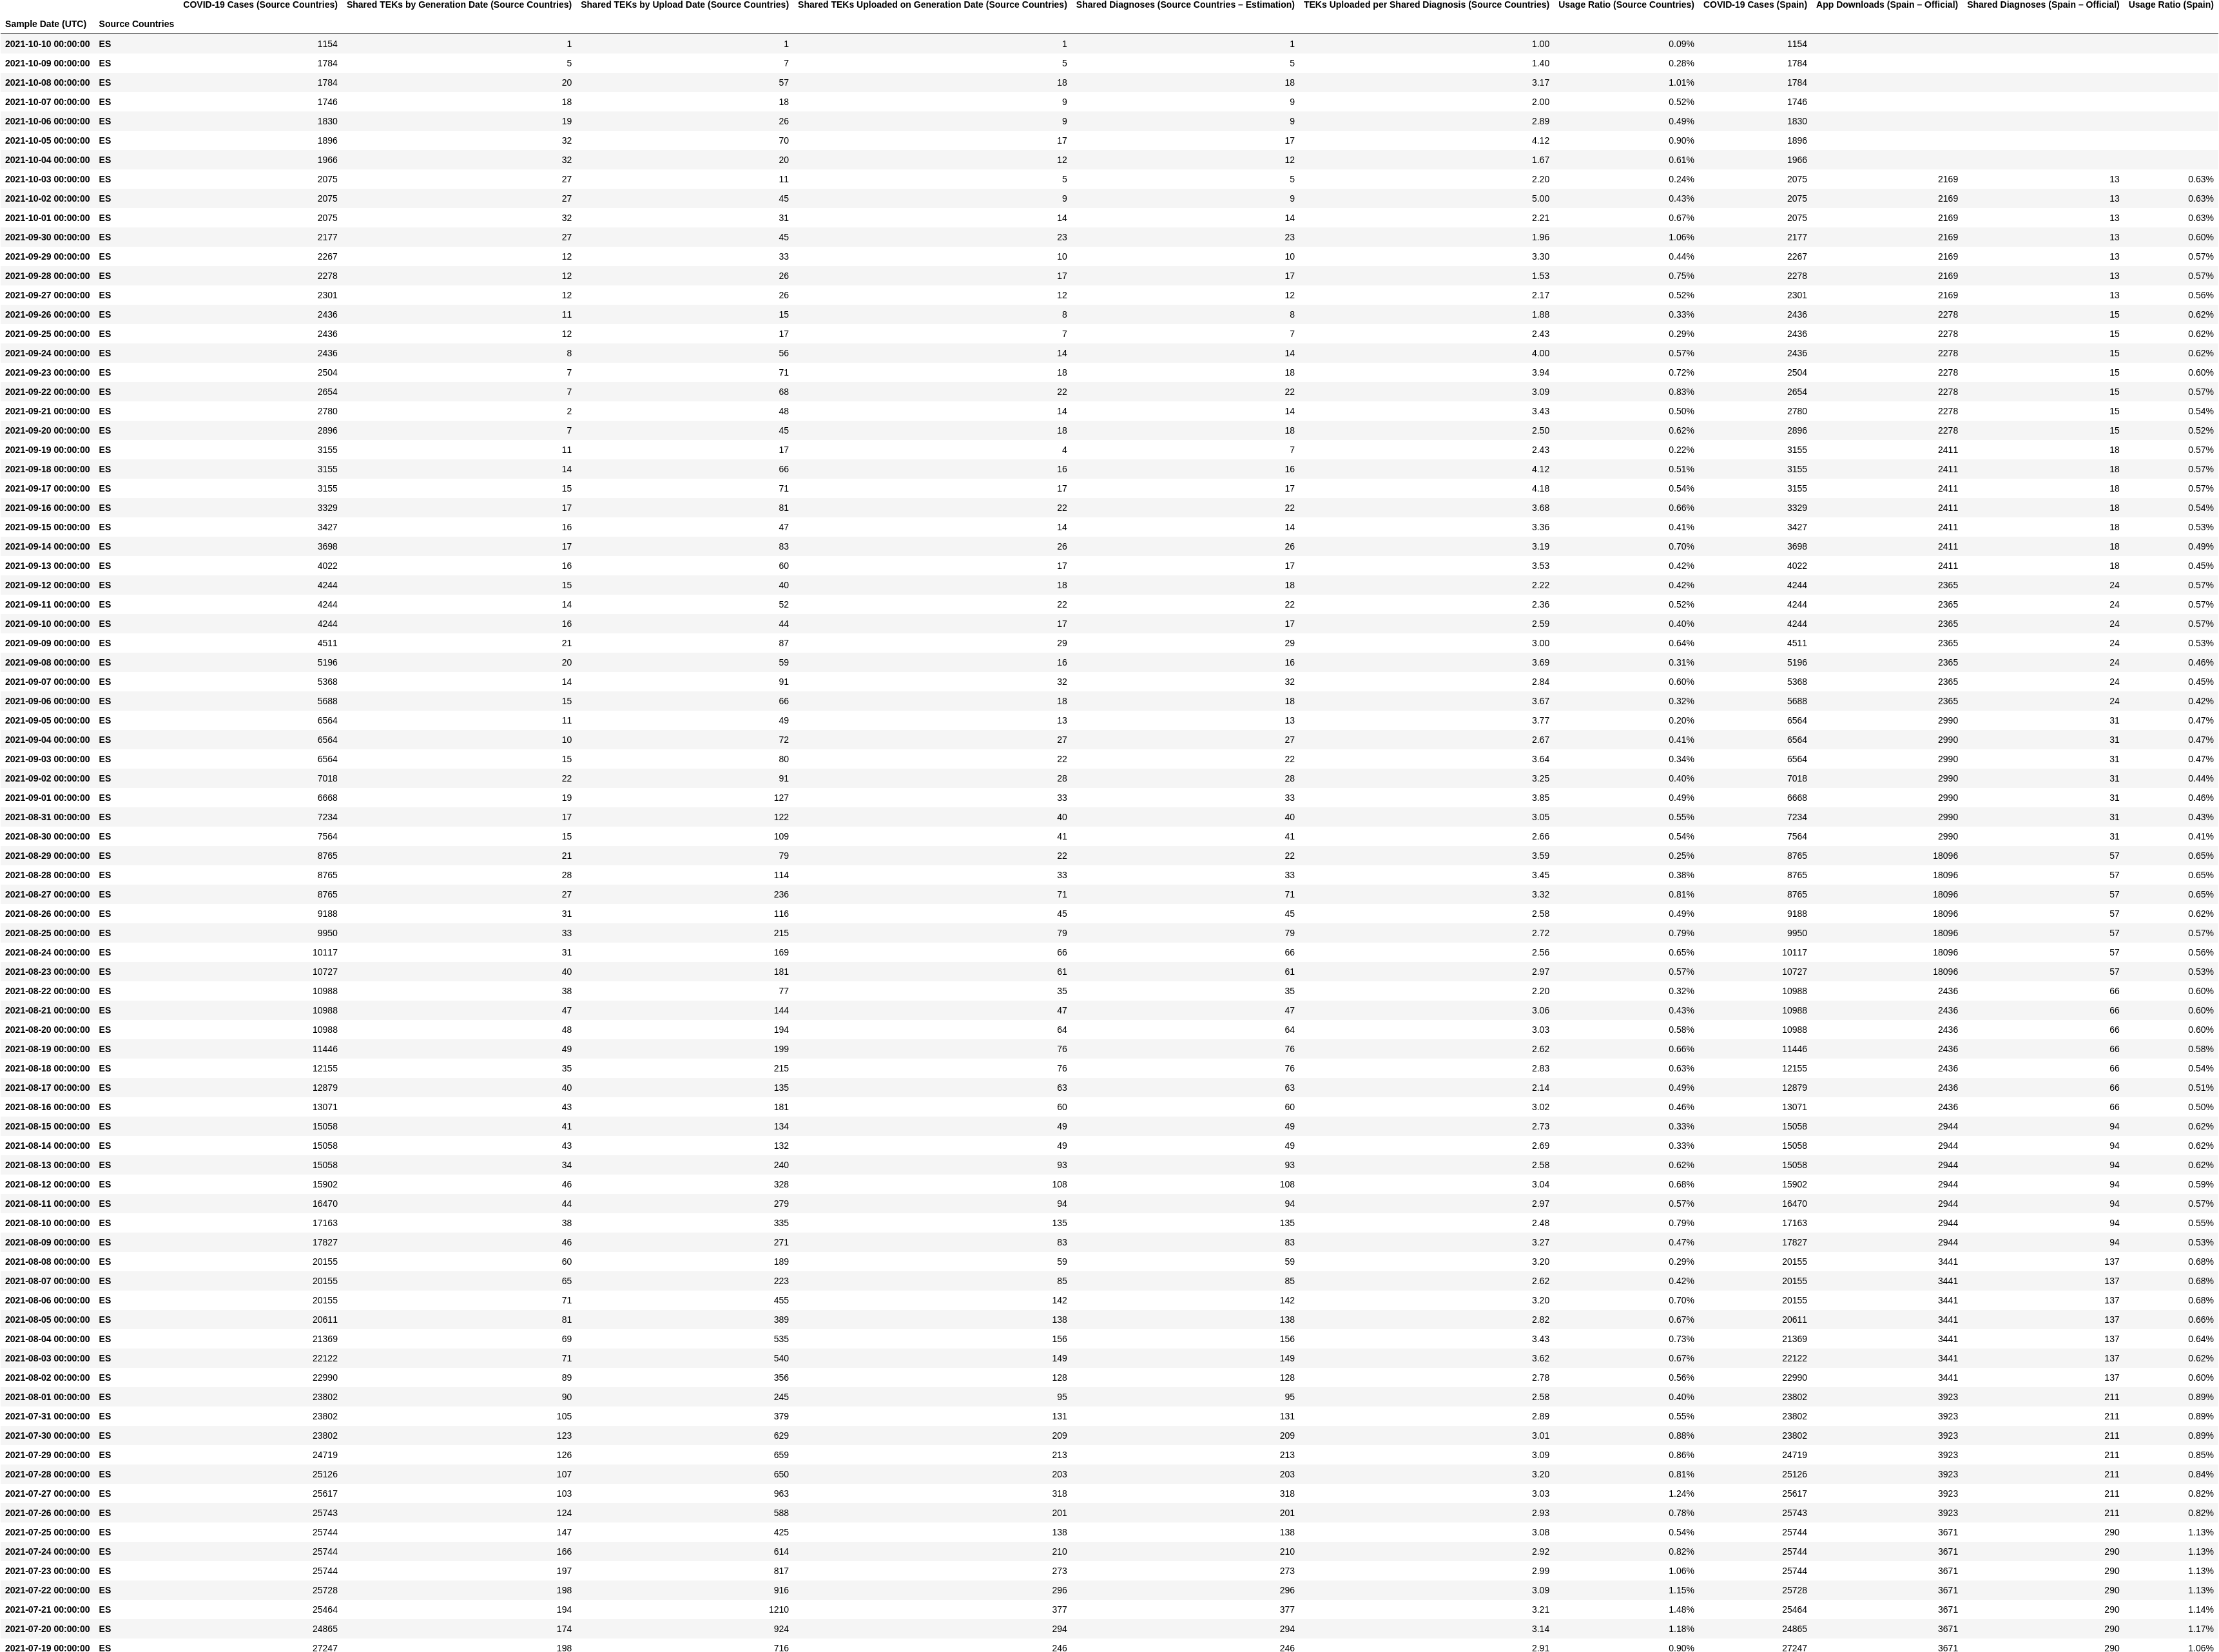 COVID-19 Cases (Source Countries) Shared TEKs by Generation Date (Source Countries) Shared TEKs by Upload Date (Source Countries) Shared TEKs Uploaded on Generation Date (Source Countries) Shared Diagnoses (Source Countries – Estimation) TEKs Uploaded per Shared Diagnosis (Source Countries) Usage Ratio (Source Countries) COVID-19 Cases (Spain) App Downloads (Spain – Official) Shared Diagnoses (Spain – Official) Usage Ratio (Spain)
Sample Date (UTC) Source Countries
2021-10-10 00:00:00 ES 1154 1 1 1 1 1.00 0.09% 1154
2021-10-09 00:00:00 ES 1784 5 7 5 5 1.40 0.28% 1784
2021-10-08 00:00:00 ES 1784 20 57 18 18 3.17 1.01% 1784
2021-10-07 00:00:00 ES 1746 18 18 9 9 2.00 0.52% 1746
2021-10-06 00:00:00 ES 1830 19 26 9 9 2.89 0.49% 1830
2021-10-05 00:00:00 ES 1896 32 70 17 17 4.12 0.90% 1896
2021-10-04 00:00:00 ES 1966 32 20 12 12 1.67 0.61% 1966
2021-10-03 00:00:00 ES 2075 27 11 5 5 2.20 0.24% 2075 2169 13 0.63%
2021-10-02 00:00:00 ES 2075 27 45 9 9 5.00 0.43% 2075 2169 13 0.63%
2021-10-01 00:00:00 ES 2075 32 31 14 14 2.21 0.67% 2075 2169 13 0.63%
2021-09-30 00:00:00 ES 2177 27 45 23 23 1.96 1.06% 2177 2169 13 0.60%
2021-09-29 00:00:00 ES 2267 12 33 10 10 3.30 0.44% 2267 2169 13 0.57%
2021-09-28 00:00:00 ES 2278 12 26 17 17 1.53 0.75% 2278 2169 13 0.57%
2021-09-27 00:00:00 ES 2301 12 26 12 12 2.17 0.52% 2301 2169 13 0.56%
2021-09-26 00:00:00 ES 2436 11 15 8 8 1.88 0.33% 2436 2278 15 0.62%
2021-09-25 00:00:00 ES 2436 12 17 7 7 2.43 0.29% 2436 2278 15 0.62%
2021-09-24 00:00:00 ES 2436 8 56 14 14 4.00 0.57% 2436 2278 15 0.62%
2021-09-23 00:00:00 ES 2504 7 71 18 18 3.94 0.72% 2504 2278 15 0.60%
2021-09-22 00:00:00 ES 2654 7 68 22 22 3.09 0.83% 2654 2278 15 0.57%
2021-09-21 00:00:00 ES 2780 2 48 14 14 3.43 0.50% 2780 2278 15 0.54%
2021-09-20 00:00:00 ES 2896 7 45 18 18 2.50 0.62% 2896 2278 15 0.52%
2021-09-19 00:00:00 ES 3155 11 17 4 7 2.43 0.22% 3155 2411 18 0.57%
2021-09-18 00:00:00 ES 3155 14 66 16 16 4.12 0.51% 3155 2411 18 0.57%
2021-09-17 00:00:00 ES 3155 15 71 17 17 4.18 0.54% 3155 2411 18 0.57%
2021-09-16 00:00:00 ES 3329 17 81 22 22 3.68 0.66% 3329 2411 18 0.54%
2021-09-15 00:00:00 ES 3427 16 47 14 14 3.36 0.41% 3427 2411 18 0.53%
2021-09-14 00:00:00 ES 3698 17 83 26 26 3.19 0.70% 3698 2411 18 0.49%
2021-09-13 00:00:00 ES 4022 16 60 17 17 3.53 0.42% 4022 2411 18 0.45%
2021-09-12 00:00:00 ES 4244 15 40 18 18 2.22 0.42% 4244 2365 24 0.57%
2021-09-11 00:00:00 ES 4244 14 52 22 22 2.36 0.52% 4244 2365 24 0.57%
2021-09-10 00:00:00 ES 4244 16 44 17 17 2.59 0.40% 4244 2365 24 0.57%
2021-09-09 00:00:00 ES 4511 21 87 29 29 3.00 0.64% 4511 2365 24 0.53%
2021-09-08 00:00:00 ES 5196 20 59 16 16 3.69 0.31% 5196 2365 24 0.46%
2021-09-07 00:00:00 ES 5368 14 91 32 32 2.84 0.60% 5368 2365 24 0.45%
2021-09-06 00:00:00 ES 5688 15 66 18 18 3.67 0.32% 5688 2365 24 0.42%
2021-09-05 00:00:00 ES 6564 11 49 13 13 3.77 0.20% 6564 2990 31 0.47%
2021-09-04 00:00:00 ES 6564 10 72 27 27 2.67 0.41% 6564 2990 31 0.47%
2021-09-03 00:00:00 ES 6564 15 80 22 22 3.64 0.34% 6564 2990 31 0.47%
2021-09-02 00:00:00 ES 7018 22 91 28 28 3.25 0.40% 7018 2990 31 0.44%
2021-09-01 00:00:00 ES 6668 19 127 33 33 3.85 0.49% 6668 2990 31 0.46%
2021-08-31 00:00:00 ES 7234 17 122 40 40 3.05 0.55% 7234 2990 31 0.43%
2021-08-30 00:00:00 ES 7564 15 109 41 41 2.66 0.54% 7564 2990 31 0.41%
2021-08-29 00:00:00 ES 8765 21 79 22 22 3.59 0.25% 8765 18096 57 0.65%
2021-08-28 00:00:00 ES 8765 28 114 33 33 3.45 0.38% 8765 18096 57 0.65%
2021-08-27 00:00:00 ES 8765 27 236 71 71 3.32 0.81% 8765 18096 57 0.65%
2021-08-26 00:00:00 ES 9188 31 116 45 45 2.58 0.49% 9188 18096 57 0.62%
2021-08-25 00:00:00 ES 9950 33 215 79 79 2.72 0.79% 9950 18096 57 0.57%
2021-08-24 00:00:00 ES 10117 31 169 66 66 2.56 0.65% 10117 18096 57 0.56%
2021-08-23 00:00:00 ES 10727 40 181 61 61 2.97 0.57% 10727 18096 57 0.53%
2021-08-22 00:00:00 ES 10988 38 77 35 35 2.20 0.32% 10988 2436 66 0.60%
2021-08-21 00:00:00 ES 10988 47 144 47 47 3.06 0.43% 10988 2436 66 0.60%
2021-08-20 00:00:00 ES 10988 48 194 64 64 3.03 0.58% 10988 2436 66 0.60%
2021-08-19 00:00:00 ES 11446 49 199 76 76 2.62 0.66% 11446 2436 66 0.58%
2021-08-18 00:00:00 ES 12155 35 215 76 76 2.83 0.63% 12155 2436 66 0.54%
2021-08-17 00:00:00 ES 12879 40 135 63 63 2.14 0.49% 12879 2436 66 0.51%
2021-08-16 00:00:00 ES 13071 43 181 60 60 3.02 0.46% 13071 2436 66 0.50%
2021-08-15 00:00:00 ES 15058 41 134 49 49 2.73 0.33% 15058 2944 94 0.62%
2021-08-14 00:00:00 ES 15058 43 132 49 49 2.69 0.33% 15058 2944 94 0.62%
2021-08-13 00:00:00 ES 15058 34 240 93 93 2.58 0.62% 15058 2944 94 0.62%
2021-08-12 00:00:00 ES 15902 46 328 108 108 3.04 0.68% 15902 2944 94 0.59%
2021-08-11 00:00:00 ES 16470 44 279 94 94 2.97 0.57% 16470 2944 94 0.57%
2021-08-10 00:00:00 ES 17163 38 335 135 135 2.48 0.79% 17163 2944 94 0.55%
2021-08-09 00:00:00 ES 17827 46 271 83 83 3.27 0.47% 17827 2944 94 0.53%
2021-08-08 00:00:00 ES 20155 60 189 59 59 3.20 0.29% 20155 3441 137 0.68%
2021-08-07 00:00:00 ES 20155 65 223 85 85 2.62 0.42% 20155 3441 137 0.68%
2021-08-06 00:00:00 ES 20155 71 455 142 142 3.20 0.70% 20155 3441 137 0.68%
2021-08-05 00:00:00 ES 20611 81 389 138 138 2.82 0.67% 20611 3441 137 0.66%
2021-08-04 00:00:00 ES 21369 69 535 156 156 3.43 0.73% 21369 3441 137 0.64%
2021-08-03 00:00:00 ES 22122 71 540 149 149 3.62 0.67% 22122 3441 137 0.62%
2021-08-02 00:00:00 ES 22990 89 356 128 128 2.78 0.56% 22990 3441 137 0.60%
2021-08-01 00:00:00 ES 23802 90 245 95 95 2.58 0.40% 23802 3923 211 0.89%
2021-07-31 00:00:00 ES 23802 105 379 131 131 2.89 0.55% 23802 3923 211 0.89%
2021-07-30 00:00:00 ES 23802 123 629 209 209 3.01 0.88% 23802 3923 211 0.89%
2021-07-29 00:00:00 ES 24719 126 659 213 213 3.09 0.86% 24719 3923 211 0.85%
2021-07-28 00:00:00 ES 25126 107 650 203 203 3.20 0.81% 25126 3923 211 0.84%
2021-07-27 00:00:00 ES 25617 103 963 318 318 3.03 1.24% 25617 3923 211 0.82%
2021-07-26 00:00:00 ES 25743 124 588 201 201 2.93 0.78% 25743 3923 211 0.82%
2021-07-25 00:00:00 ES 25744 147 425 138 138 3.08 0.54% 25744 3671 290 1.13%
2021-07-24 00:00:00 ES 25744 166 614 210 210 2.92 0.82% 25744 3671 290 1.13%
2021-07-23 00:00:00 ES 25744 197 817 273 273 2.99 1.06% 25744 3671 290 1.13%
2021-07-22 00:00:00 ES 25728 198 916 296 296 3.09 1.15% 25728 3671 290 1.13%
2021-07-21 00:00:00 ES 25464 194 1210 377 377 3.21 1.48% 25464 3671 290 1.14%
2021-07-20 00:00:00 ES 24865 174 924 294 294 3.14 1.18% 24865 3671 290 1.17%
2021-07-19 00:00:00 ES 27247 198 716 246 246 2.91 0.90% 27247 3671 290 1.06%